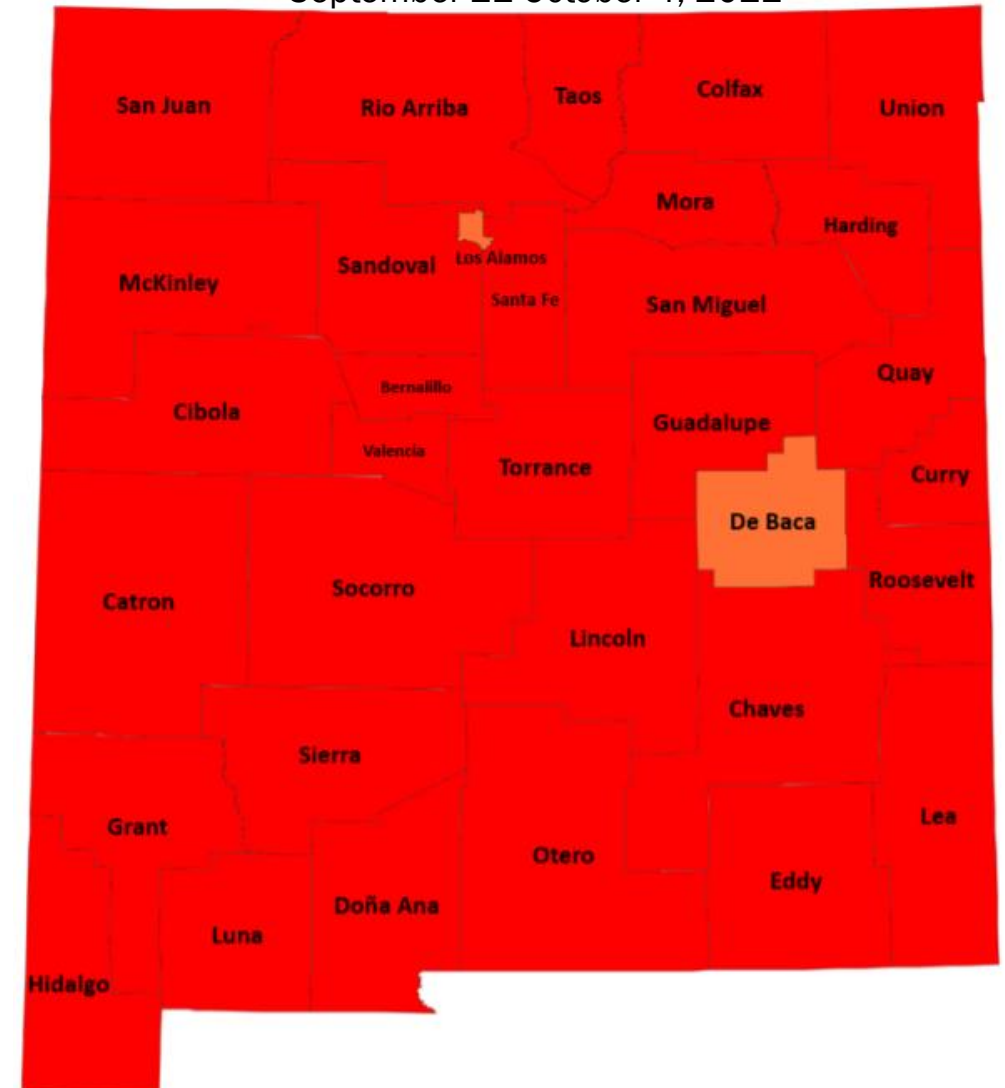 San Juan
Rio Arriba
Taos
Colfax
Union
Mora
Harding
McKinley
Sandoval
Los Alamos
Santa Fe
San Miguel
Bernalillo
Quay
Cibola
Guadalupe
Valencia
Torrance
Curry
De Baca
Catron
Socorro
Roosevelt
Lincoln
Chaves
Sierra
Grant
Lea
Otero
Eddy
Doña Ana
Luna
Hidalgo